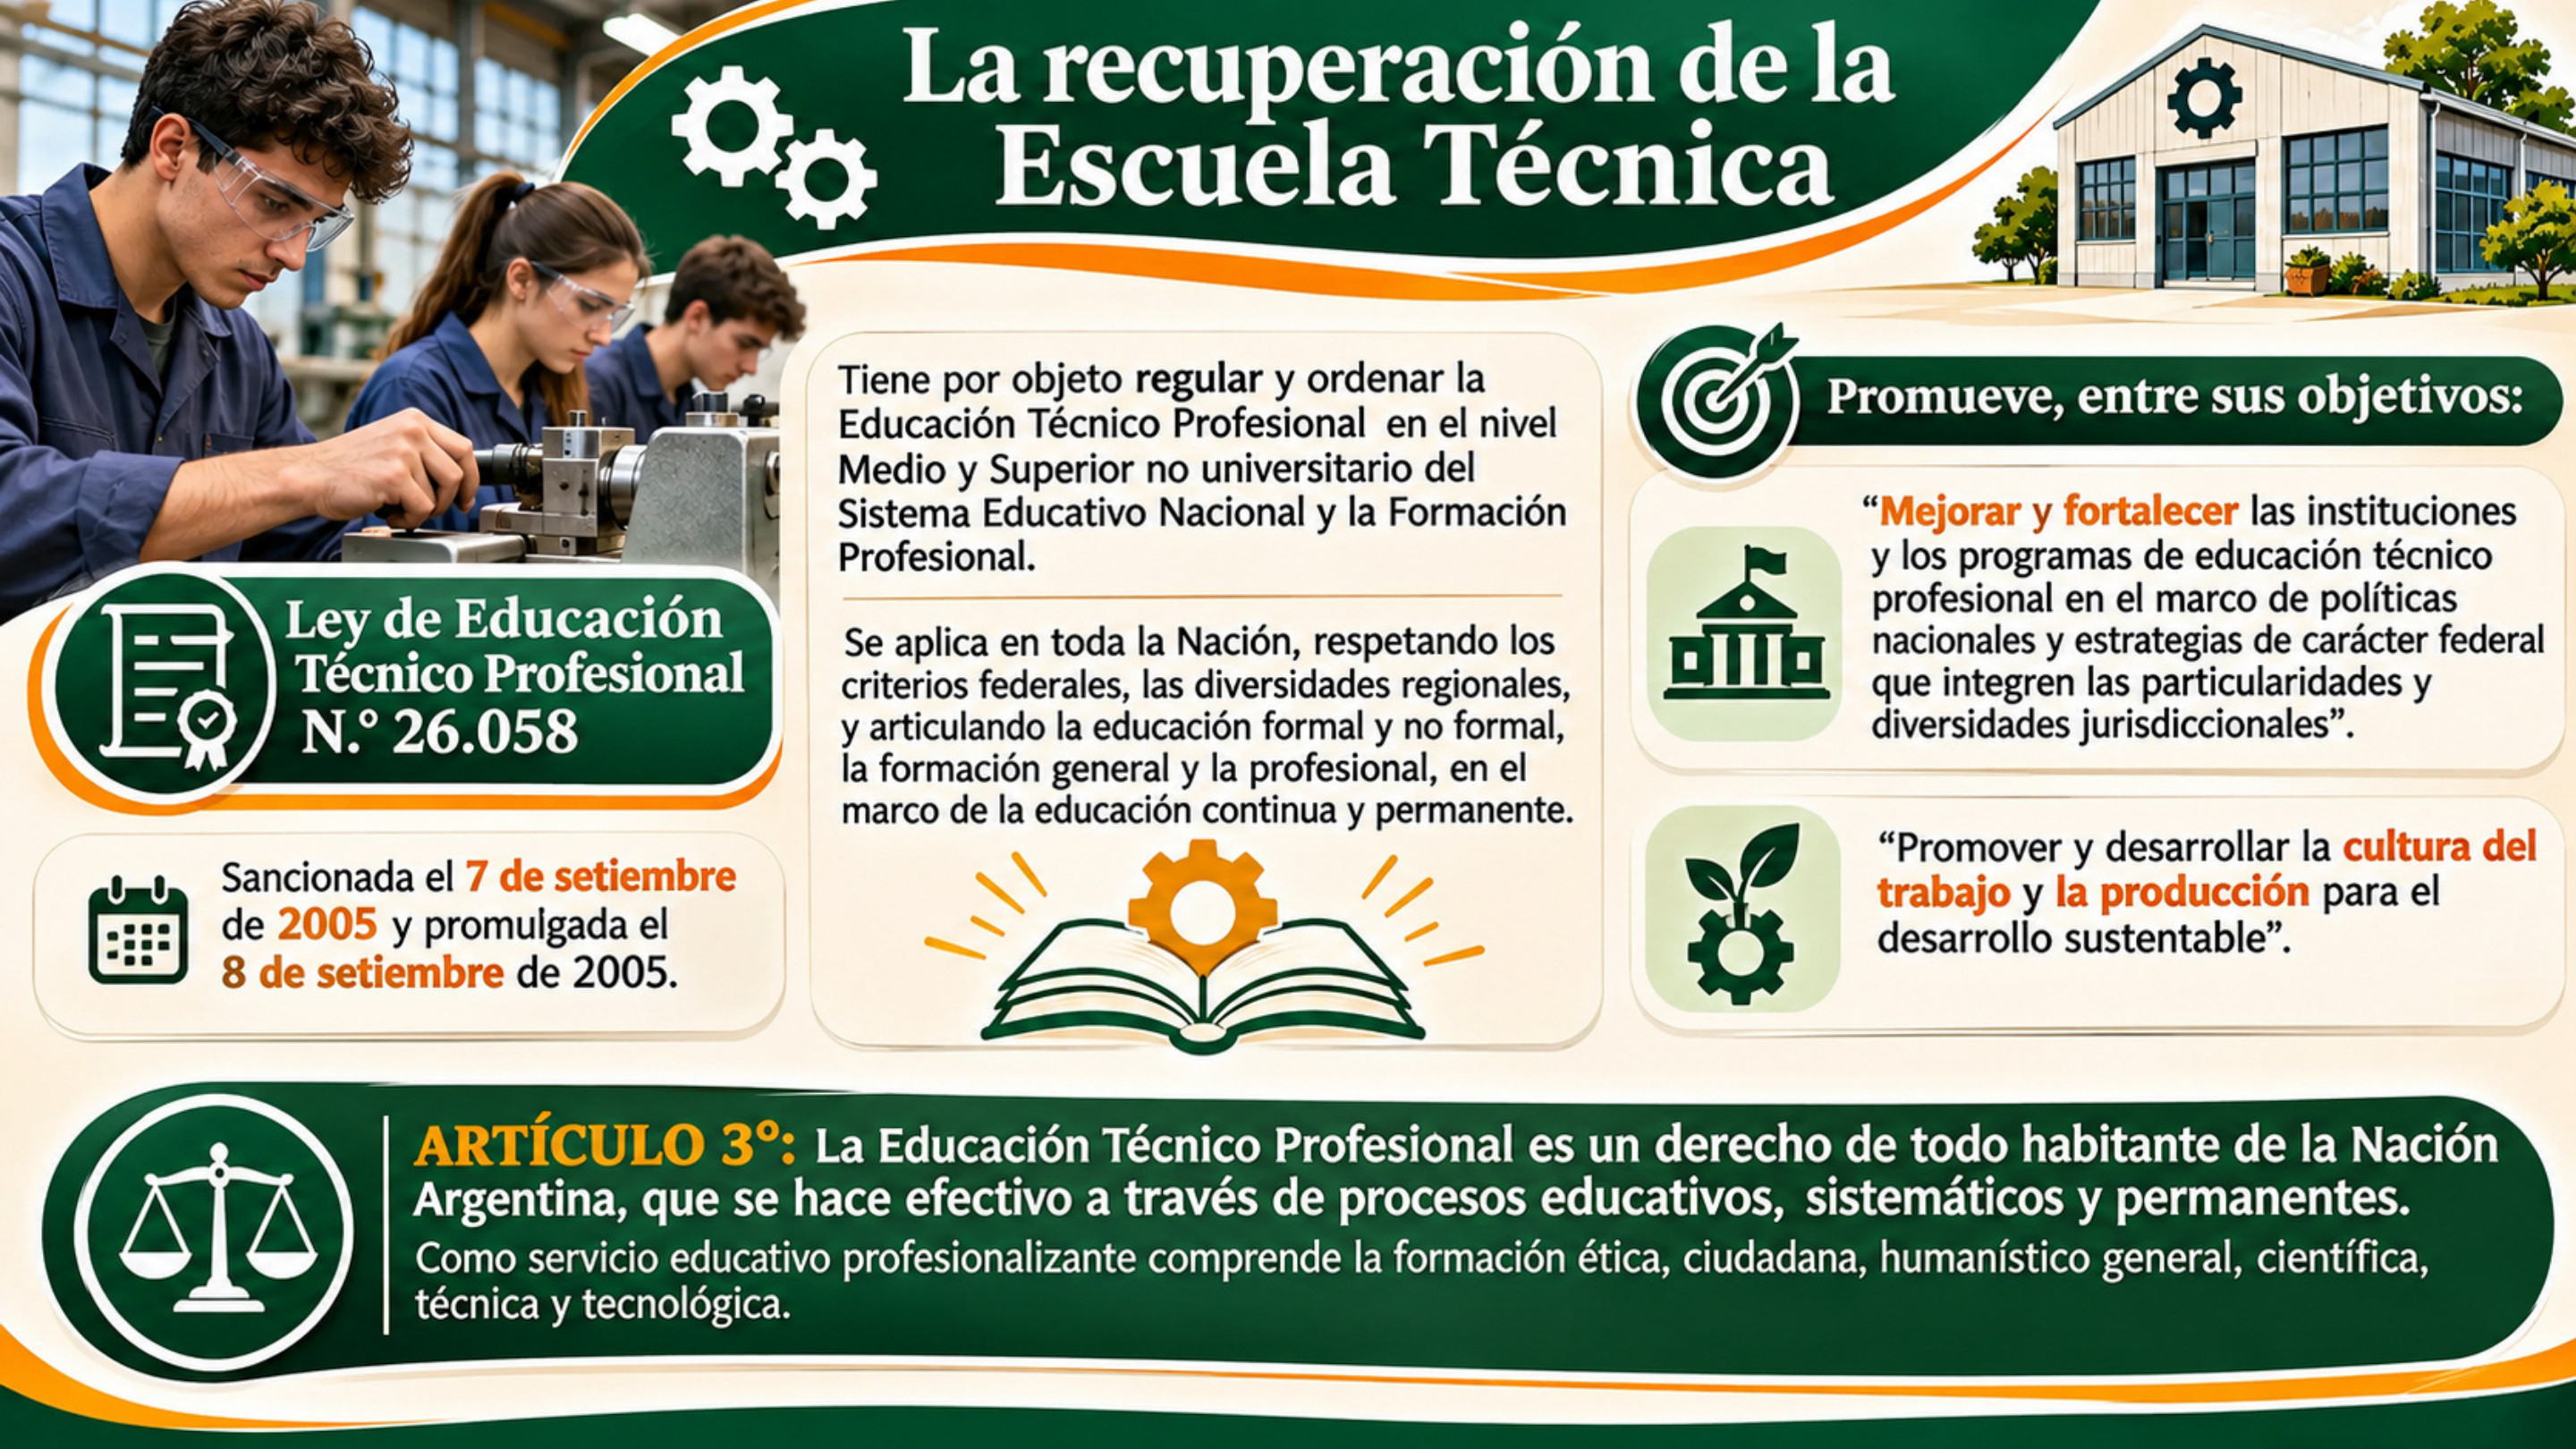 La recuperación de la
Escuela Técnica
Ley de Educación
Técnico Profesional
N.° 26.058
Sancionada el 7 de setiembre
de 2005 y promulgada el
8 de setiembre de 2005.
Tiene por objeto regular y ordenar la
Educación Técnico Profesional en el nivel
Medio y Superior no universitario del
Sistema Educativo Nacional y la Formación
Profesional.
Se aplica en toda la Nación, respetando los
criterios federales, las diversidades regionales,
y articulando la educación formal y no formal,
la formación general y la profesional, en el
marco de la educación continua y permanente.
Promueve, entre sus objetivos:
“Mejorar y fortalecer las instituciones
y los programas de educación técnico
profesional en el marco de políticas
nacionales y estrategias de carácter federal
que integren las particularidades y
diversidades jurisdiccionales”.
“Promover y desarrollar la cultura del
trabajo y la producción para el
desarrollo sustentable”.
ARTÍCULO 3°: La Educación Técnico Profesional es un derecho de todo habitante de la Nación
Argentina, que se hace efectivo a través de procesos educativos, sistemáticos y permanentes.
Como servicio educativo profesionalizante comprende la formación ética, ciudadana, humanístico general, científica,
técnica y tecnológica.